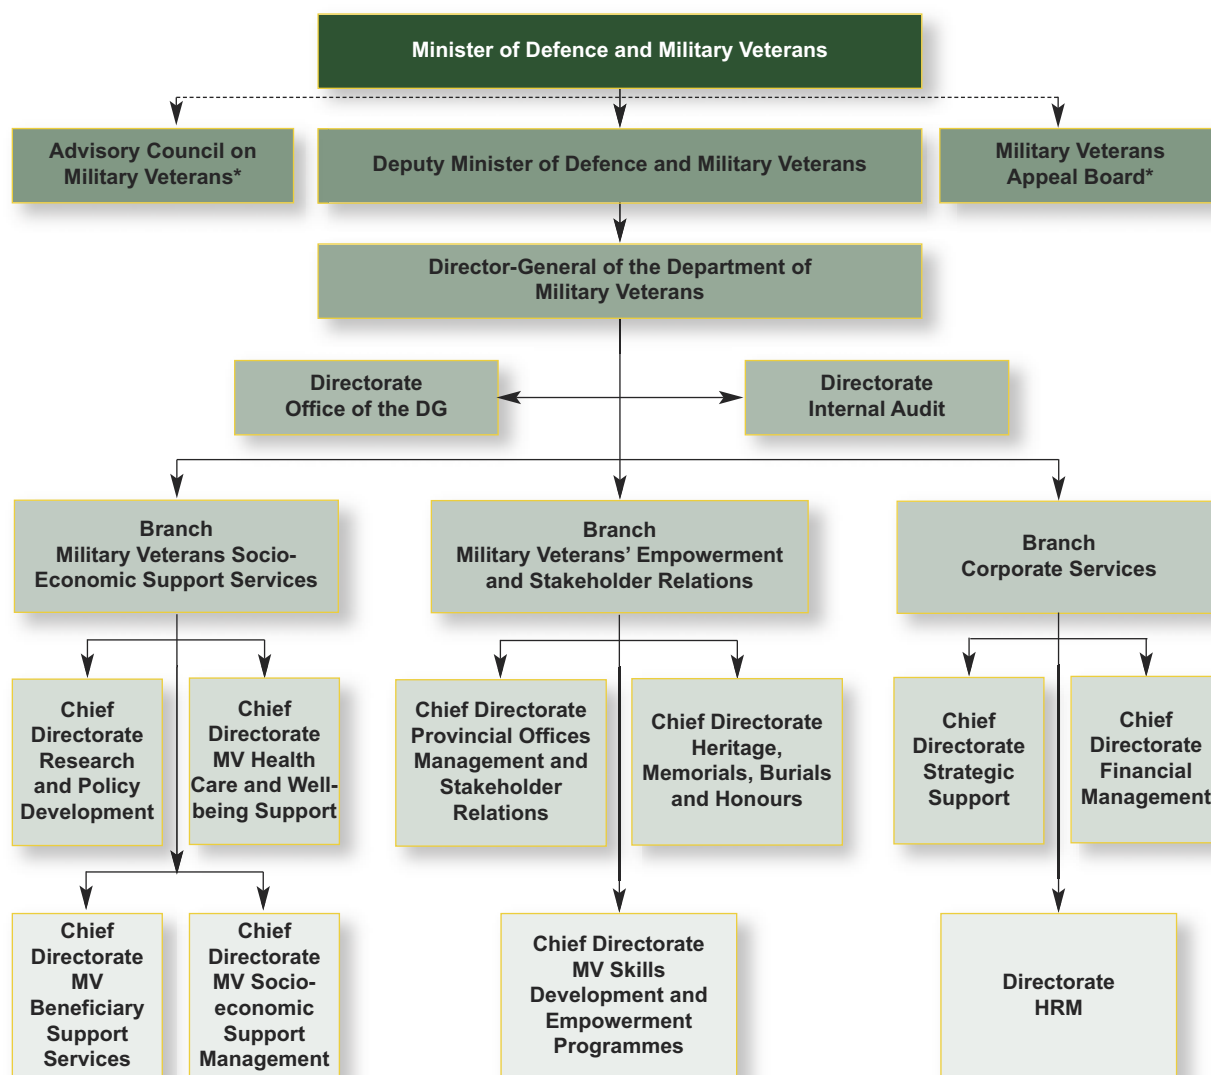 Minister of Defence and Military Veterans
Advisory Council on
Military Veterans*
Deputy Minister of Defence and Military Veterans
Military Veterans
Appeal Board*
Director-General of the Department of
Military Veterans
Directorate
Office of the DG
Directorate
Internal Audit
Branch
Military Veterans Socio-
Economic Support Services
Branch
Military Veterans’ Empowerment
and Stakeholder Relations
Branch
Corporate Services
Chief
Directorate
Research
and Policy
Development
Chief
Directorate
MV Health
Care and Well-
being Support
Chief Directorate
Provincial Offices
Management and
Stakeholder
Relations
Chief Directorate
Heritage,
Memorials, Burials
and Honours
Chief
Directorate
Strategic
Support
Chief
Directorate
Financial
Management
Chief
Directorate
MV
Beneficiary
Support
Services
Chief
Directorate
MV Socio-
economic
Support
Management
Chief Directorate
MV Skills
Development and
Empowerment
Programmes
Directorate
HRM